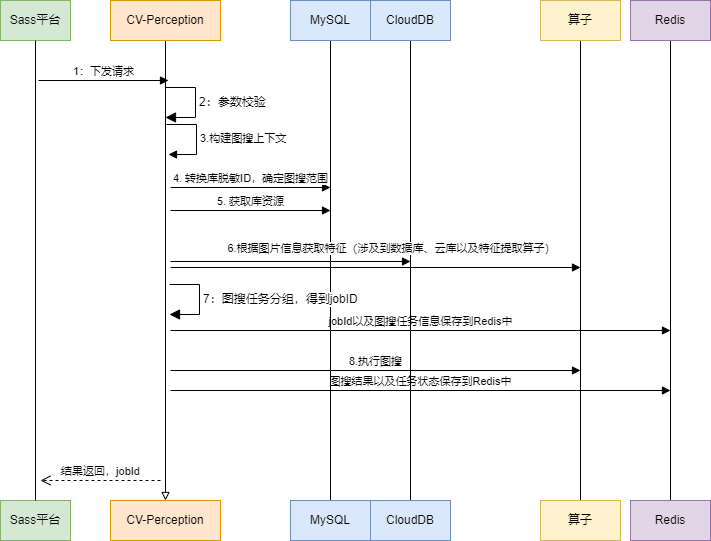 Sass平台
CV-Perception
MySQL
CloudDB
算子
Redis
1：下发请求
2：参数校验
3.构建图搜上下文
4. 转换库脱敏ID，确定图搜范围
5. 获取库资源
6.根据图片信息获取特征（涉及到数据库、云库以及特征提取算子）
7：图搜任务分组，得到jobID
jobId以及图搜任务信息保存到Redis中
8.执行图搜
图搜结果以及任务状态保存到Redis中
结果返回，jobId
Sass平台
CV-Perception
MySQL
CloudDB
算子
Redis